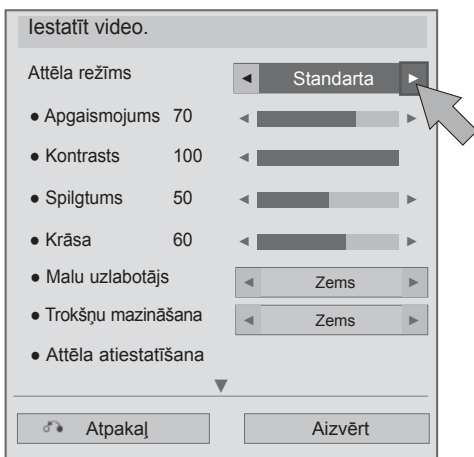 Iestatīt video.
Attēla režīms ◄ Standarta ►
● Apgaismojums 70
● Kontrasts 100
● Spilgtums 50
● Krāsa 60
● Malu uzlabotājs ◄ Zems ►
● Trokšņu mazināšana ◄ Zems ►
● Attēla atiestatīšana
Atpakaļ Aizvērt